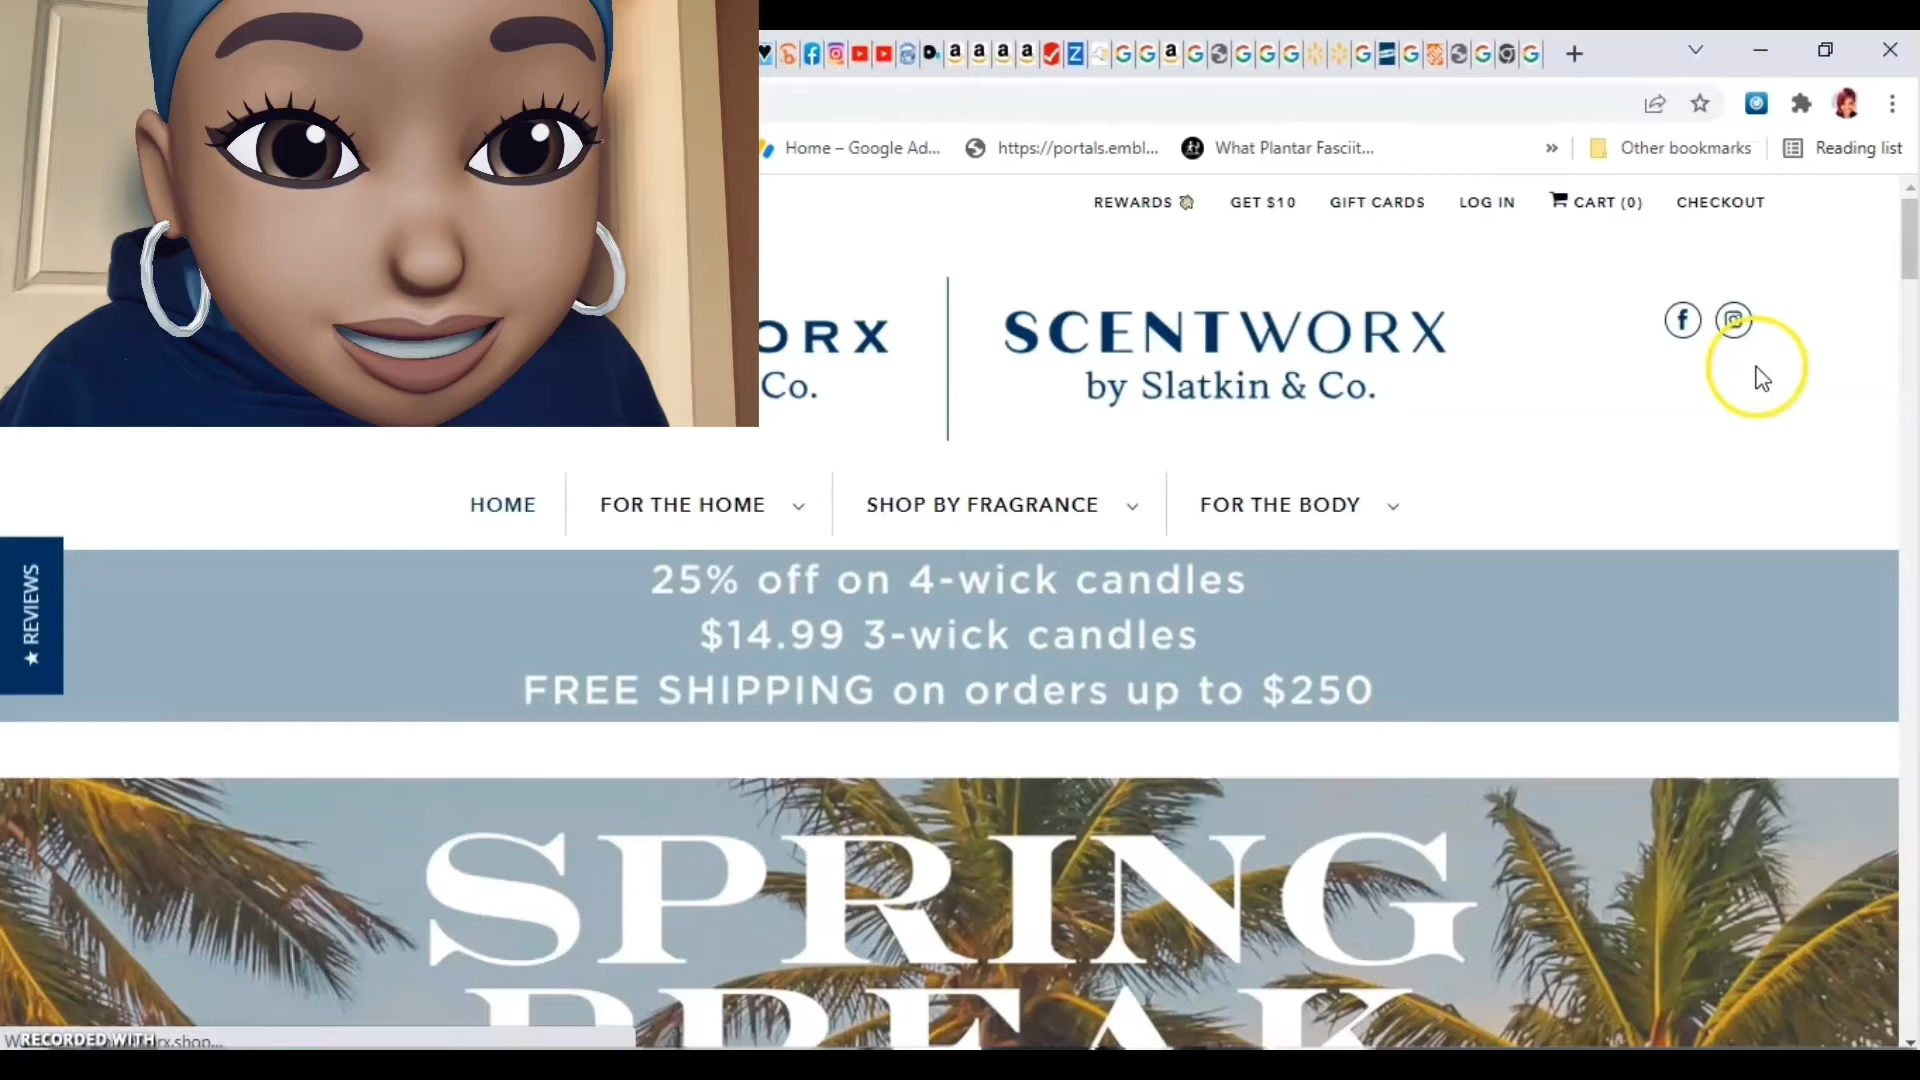 Home – Google Ad...
https://portals.embl...
What Plantar Fasciit...
»
Other bookmarks
Reading list
REWARDS
GET $10
GIFT CARDS
LOG IN
CART (0)
CHECKOUT
ORX
Co.
SCENTWORX
by Slatkin & Co.
HOME
FOR THE HOME
SHOP BY FRAGRANCE
FOR THE BODY
★ REVIEWS
25% off on 4-wick candles
$14.99 3-wick candles
FREE SHIPPING on orders up to $250
SPRING
BREAK
RECORDED WITH
rx.shop...